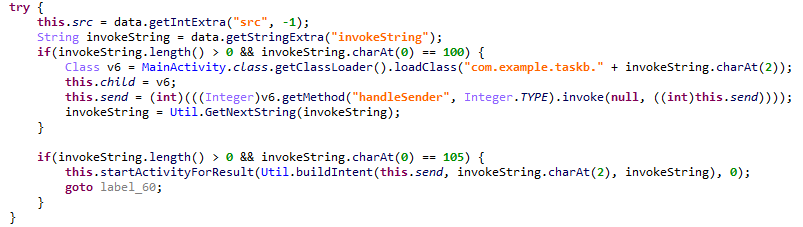 try {
this.src = data.getIntExtra("src", -1);
String invokeString = data.getStringExtra("invokeString");
if(invokeString.length() > 0 && invokeString.charAt(0) == 100) {
Class v6 = MainActivity.class.getClassLoader().loadClass("com.example.taskb." + invokeString.charAt(2));
this.child = v6;
this.send = (int)(((Integer)v6.getMethod("handleSender", Integer.TYPE).invoke(null, ((int)this.send))));
invokeString = Util.GetNextString(invokeString);
}
if(invokeString.length() > 0 && invokeString.charAt(0) == 105) {
this.startActivityForResult(Util.buildIntent(this.send, invokeString.charAt(2), invokeString), 0);
goto label_60;
}
}